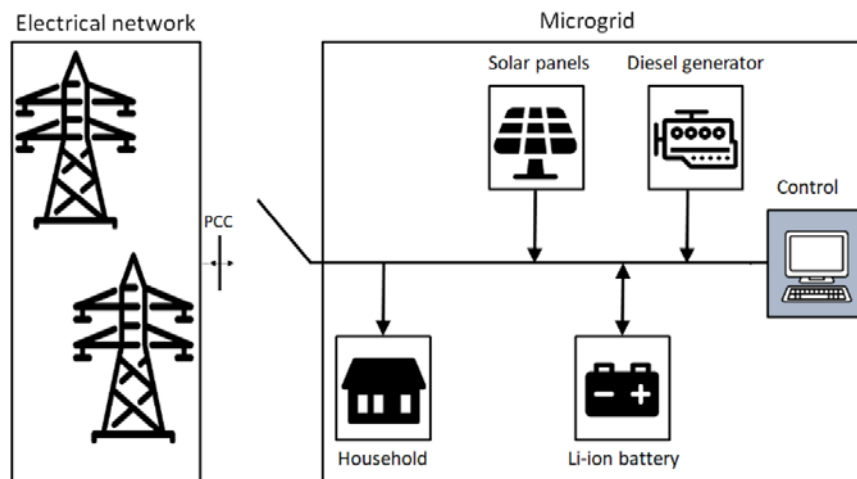 Electrical network
Microgrid
Solar panels
Diesel generator
Control
PCC
Household
Li-ion battery